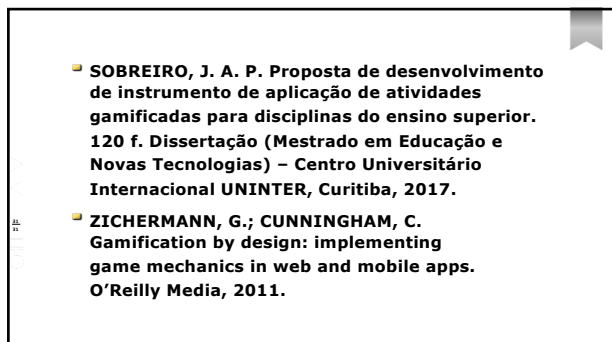 SOBREIRO, J. A. P. Proposta de desenvolvimento
de instrumento de aplicação de atividades
gamificadas para disciplinas do ensino superior.
120 f. Dissertação (Mestrado em Educação e
Novas Tecnologias) – Centro Universitário
Internacional UNINTER, Curitiba, 2017.
31
31
ZICHERMANN, G.; CUNNINGHAM, C.
Gamification by design: implementing
game mechanics in web and mobile apps.
O’Reilly Media, 2011.